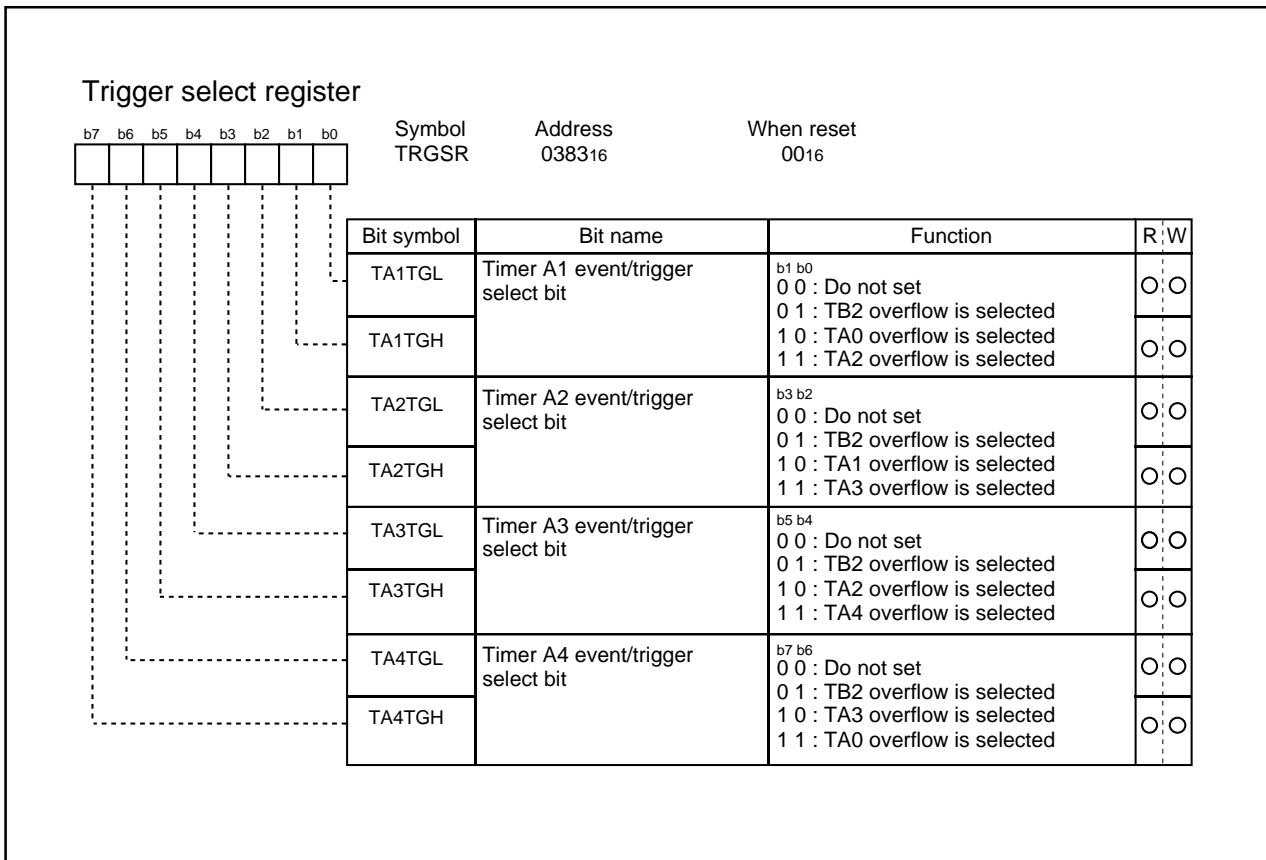 Trigger select register
b7 b6 b5 b4 b3 b2 b1 b0
Symbol Address When reset
TRGSR 038316 0016
Bit symbol Bit name Function R W
TA1TGL Timer A1 event/trigger select bit
b1 b0
0 0 : Do not set
0 1 : TB2 overflow is selected
1 0 : TA0 overflow is selected
1 1 : TA2 overflow is selected
TA1TGH
TA2TGL Timer A2 event/trigger select bit
b3 b2
0 0 : Do not set
0 1 : TB2 overflow is selected
1 0 : TA1 overflow is selected
1 1 : TA3 overflow is selected
TA2TGH
TA3TGL Timer A3 event/trigger select bit
b5 b4
0 0 : Do not set
0 1 : TB2 overflow is selected
1 0 : TA2 overflow is selected
1 1 : TA4 overflow is selected
TA3TGH
TA4TGL Timer A4 event/trigger select bit
b7 b6
0 0 : Do not set
0 1 : TB2 overflow is selected
1 0 : TA3 overflow is selected
1 1 : TA0 overflow is selected
TA4TGH